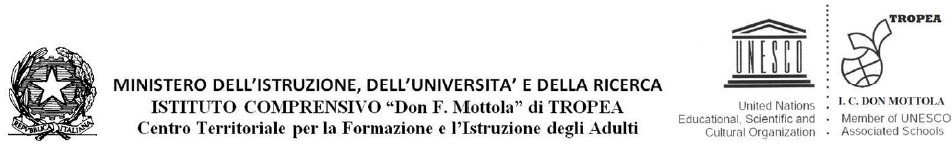 MINISTERO DELL'ISTRUZIONE, DELL'UNIVERSITA' E DELLA RICERCA
ISTITUTO COMPRENSIVO “Don F. Mottola” di TROPEA
Centro Territoriale per la Formazione e l'Istruzione degli Adulti
REPVBBLICA ITALIANA
UNESCO
United Nations
Educational, Scientific and
Cultural Organization
TROPEA
I. C. DON MOTTOLA
Member of UNESCO
Associated Schools